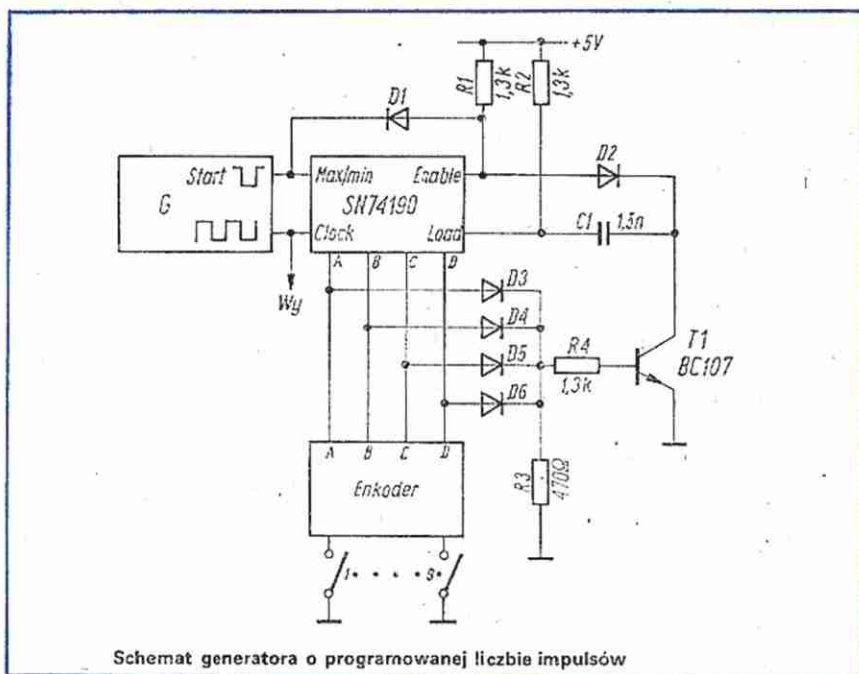 +5V
R1
1,3k
R2
1,3k
D1
D2
Start
G
Max/min
Enable
SN74190
Clock
Load
C1
1,3n
A
B
C
D
Wy
D3
D4
D5
D6
R4
1,3k
T1
BC107
A
B
C
D
Enkoder
R3
470Ω
1 • • • • 9 •
Schemat generatora o programowanej liczbie impulsów